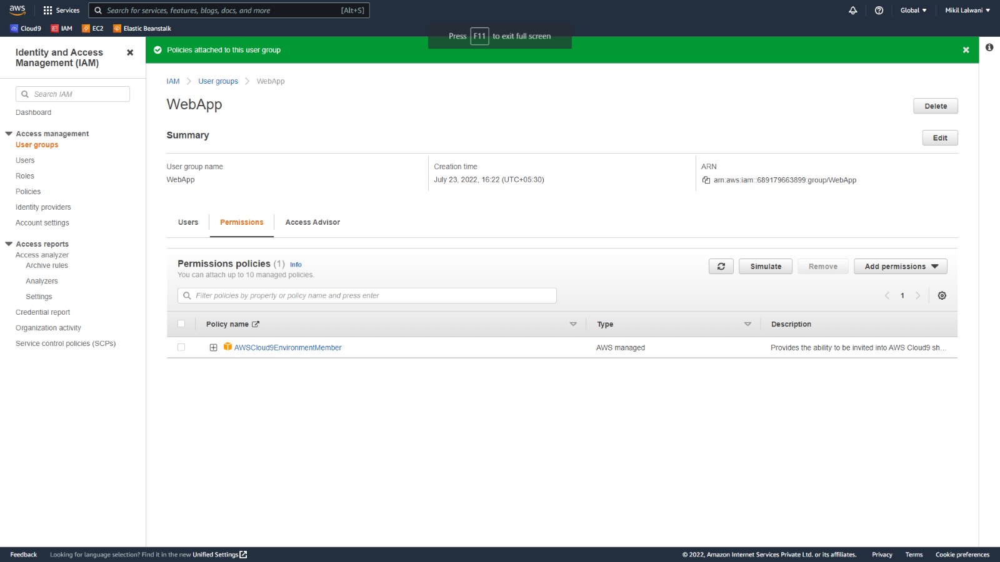 aws
Services
Search for services, features, blogs, docs, and more
[Alt+S]
Global
Mikil Lalwani
Cloud9
IAM
EC2
Elastic Beanstalk
Press F11 to exit full screen
Identity and Access
Management (IAM)
Search IAM
Dashboard
Access management
User groups
Users
Roles
Policies
Identity providers
Account settings
Access reports
Access analyzer
Archive rules
Analyzers
Settings
Credential report
Organization activity
Service control policies (SCPs)
Policies attached to this user group
IAM
User groups
WebApp
WebApp
Delete
Summary
Edit
User group name
WebApp
Creation time
July 23, 2022, 16:22 (UTC+05:30)
ARN
arn:aws:iam::689179663899:group/WebApp
Users
Permissions
Access Advisor
Permissions policies (1) Info
You can attach up to 10 managed policies.
Simulate
Remove
Add permissions
Filter policies by property or policy name and press enter
1
Policy name
Type
Description
AWSCloud9EnvironmentMember
AWS managed
Provides the ability to be invited into AWS Cloud9 sh...
Feedback
Looking for language selection? Find it in the new Unified Settings
© 2022, Amazon Internet Services Private Ltd. or its affiliates.
Privacy
Terms
Cookie preferences